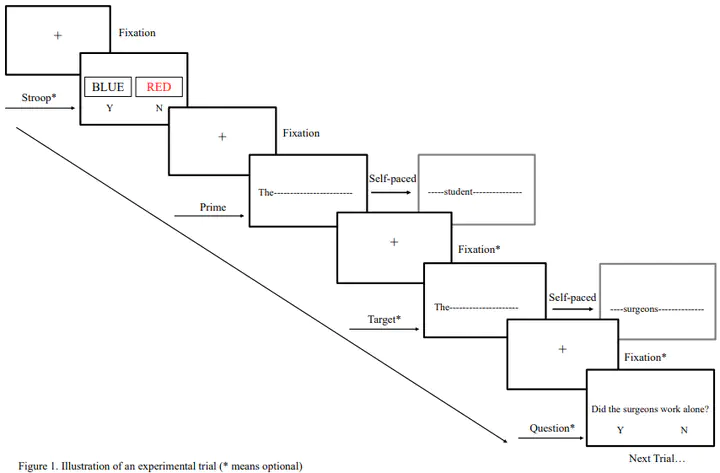 +
Fixation
BLUE RED
Stroop*
Y N
+
Fixation
Self-paced
The------------------------
-----student---------------
Prime
+
Fixation*
Self-paced
The---------------------
----surgeons--------------
Target*
+
Fixation*
Did the surgeons work alone?
Question*
Y N
Next Trial…
Figure 1. Illustration of an experimental trial (* means optional)